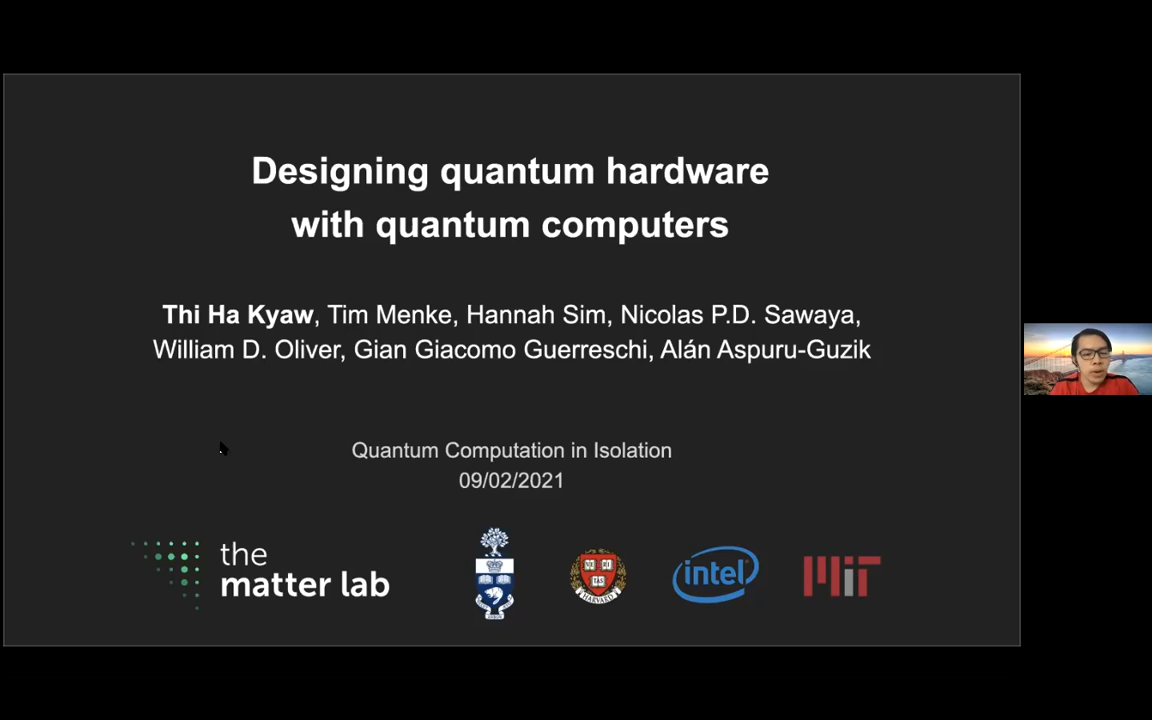 Designing quantum hardware
with quantum computers
Thi Ha Kyaw, Tim Menke, Hannah Sim, Nicolas P.D. Sawaya,
William D. Oliver, Gian Giacomo Guerreschi, Alán Aspuru-Guzik
Quantum Computation in Isolation
09/02/2021
the
matter lab
HARVARD
intel
MIT